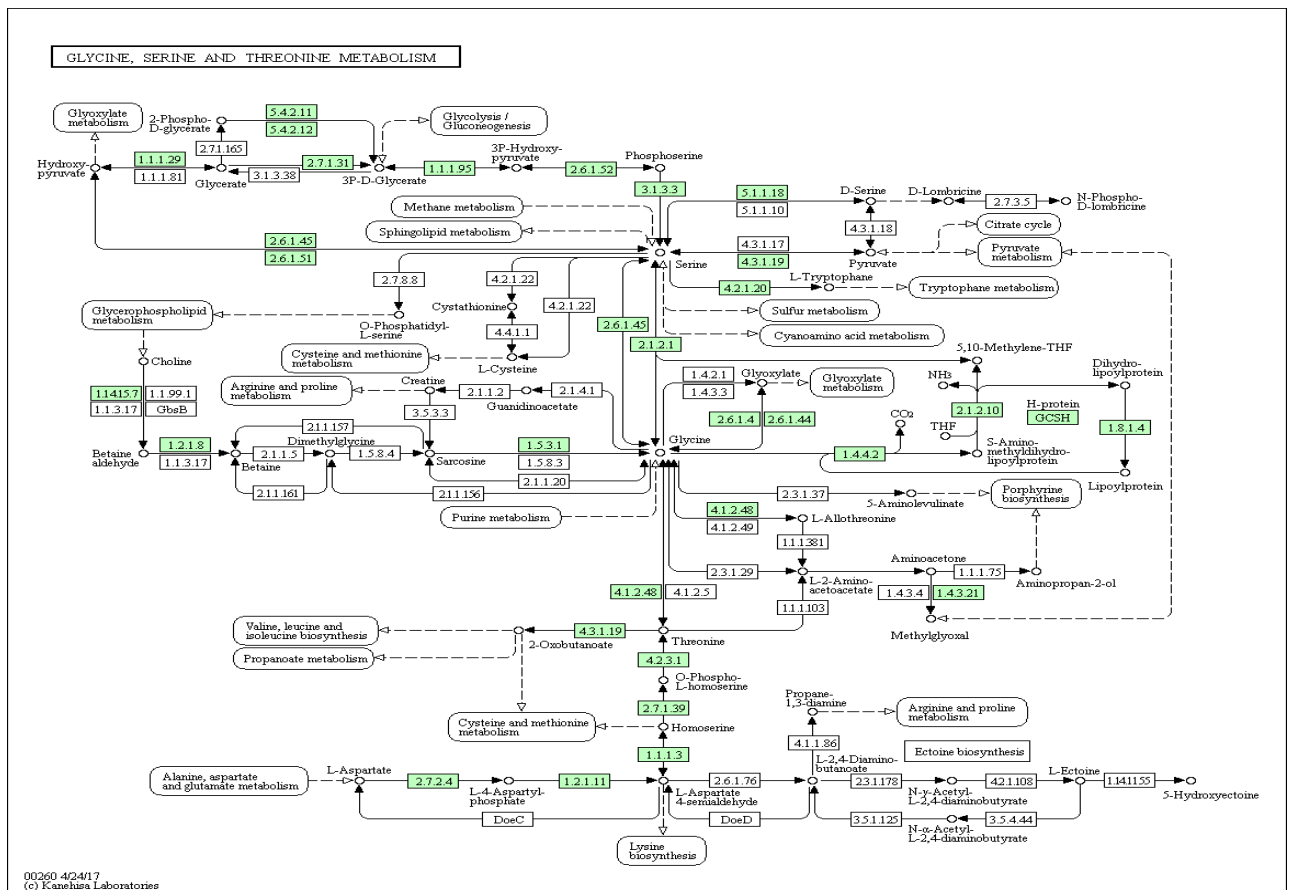 GLYCINE, SERINE AND THREONINE METABOLISM
Glyoxylate
metabolism
2-Phospho-
D-glycerate
5.4.2.11
5.4.2.12
Glycolysis /
Gluconeogenesis
2.7.1.165
Hydroxy-
pyruvate
1.1.1.29
1.1.1.81
Glycerate
2.7.1.31
3.1.3.38
3P-D-Glycerate
1.1.1.95
3P-Hydroxy-
pyruvate
2.6.1.52
Phosphoserine
3.1.3.3
Methane metabolism
Sphingolipid metabolism
5.1.1.18
5.1.1.10
D-Serine
D-Lombricine
2.7.3.5
N-Phospho-
D-lombricine
4.3.1.18
Citrate cycle
2.6.1.45
2.6.1.51
Serine
4.3.1.17
4.3.1.19
Pyruvate
Pyruvate
metabolism
2.7.8.8
4.2.1.22
4.2.1.22
4.2.1.20
L-Tryptophane
Tryptophane metabolism
Glycerophospholipid
metabolism
O-Phosphatidyl-
L-serine
Cystathionine
4.4.1.1
L-Cysteine
2.6.1.45
2.1.2.1
Sulfur metabolism
Cyanoamino acid metabolism
Cysteine and methionine
metabolism
Choline
5,10-Methylene-THF
Dihydro-
lipoylprotein
Arginine and proline
metabolism
Creatine
2.1.1.2
Guanidinoacetate
2.1.4.1
1.4.2.1
1.4.3.3
Glyoxylate
Glyoxylate
metabolism
NH3
1.14.15.7
1.1.99.1
1.1.3.17
GbsB
3.5.3.3
2.6.1.4
2.6.1.44
CO2
THF
2.1.2.10
H-protein
GCSH
1.8.1.4
2.1.1.157
Betaine
aldehyde
1.2.1.8
1.1.3.17
Betaine
2.1.1.5
Dimethylglycine
1.5.8.4
Sarcosine
1.5.3.1
1.5.8.3
2.1.1.20
Glycine
1.4.4.2
S-Amino-
methyldihydro-
lipoylprotein
Lipoylprotein
2.1.1.161
2.1.1.156
Purine metabolism
2.3.1.37
5-Aminolevulinate
Porphyrine
biosynthesis
4.1.2.48
4.1.2.49
L-Allothreonine
1.1.1.381
2.3.1.29
L-2-Amino-
acetoacetate
Aminoacetone
1.1.1.75
Aminopropan-2-ol
4.1.2.48
4.1.2.5
1.1.1.103
1.4.3.4
1.4.3.21
Methylglyoxal
Valine, leucine and
isoleucine biosynthesis
Propanoate metabolism
2-Oxobutanoate
4.3.1.19
Threonine
4.2.3.1
O-Phospho-
L-homoserine
2.7.1.39
Cysteine and methionine
metabolism
Homoserine
1.1.1.3
Propane-
1,3-diamine
Arginine and proline
metabolism
4.1.1.86
Ectoine biosynthesis
Alanine, aspartate
and glutamate metabolism
L-Aspartate
2.7.2.4
L-4-Aspartyl-
phosphate
1.2.1.11
L-Aspartate
4-semialdehyde
2.6.1.76
L-2,4-Diamino-
butanoate
2.3.1.178
N-γ-Acetyl-
L-2,4-diaminobutyrate
4.2.1.108
L-Ectoine
1.14.11.55
5-Hydroxyectoine
DoeC
DoeD
3.5.1.125
N-α-Acetyl-
L-2,4-diaminobutyrate
3.5.4.44
Lysine
biosynthesis
00260 4/24/17
(c) Kanehisa Laboratories